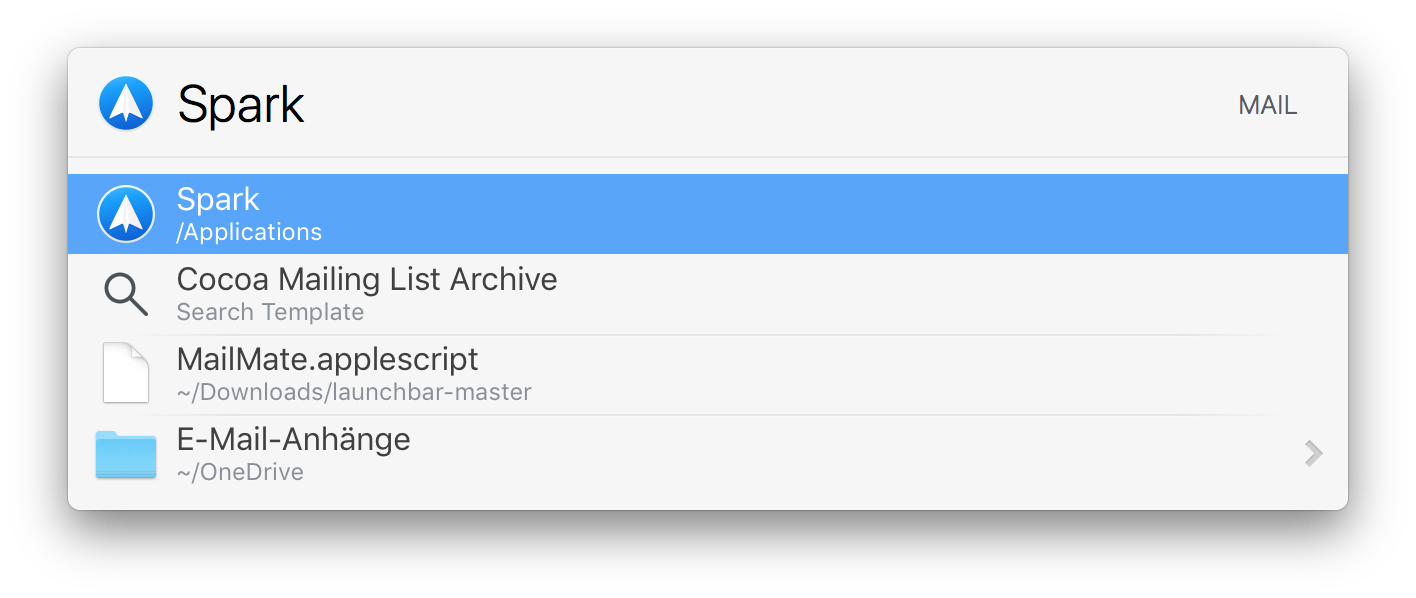 Spark
MAIL
Spark
/Applications
Cocoa Mailing List Archive
Search Template
MailMate.applescript
~/Downloads/launchbar-master
E-Mail-Anhänge
~/OneDrive